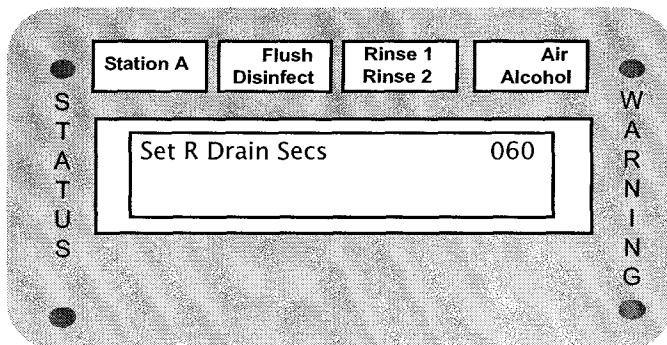 Station A
Flush
Disinfect
Rinse 1
Rinse 2
Air
Alcohol
STATUS
Set R Drain Secs 060
WARNING